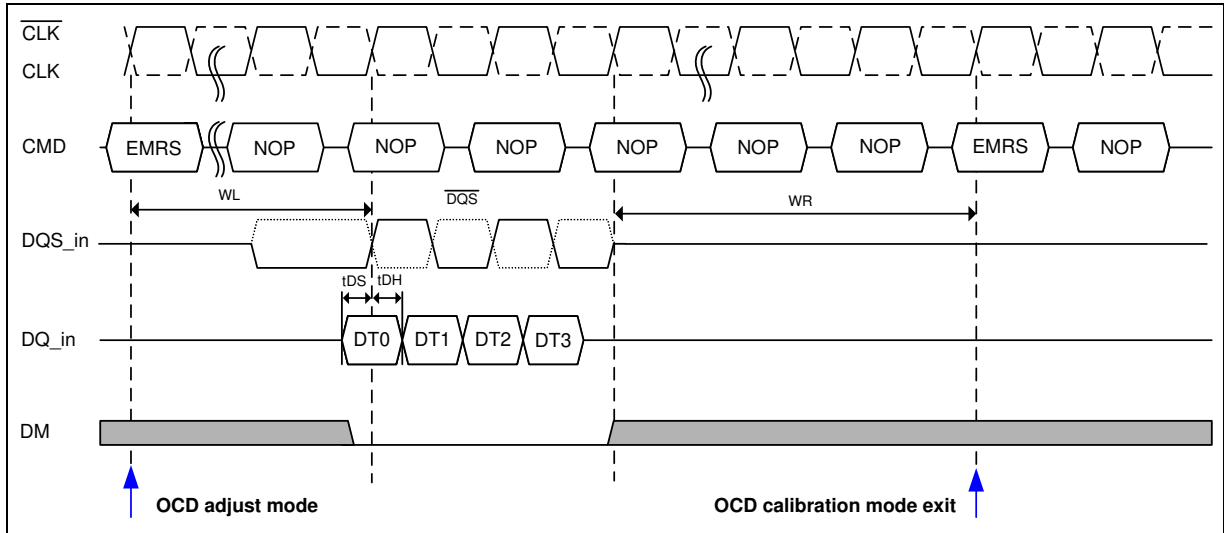 CLK
CLK
CMD EMRS NOP NOP NOP NOP NOP NOP EMRS NOP
WL DQS WR
DQS_in
tDS tDH
DQ_in DT0 DT1 DT2 DT3
DM
OCD adjust mode OCD calibration mode exit